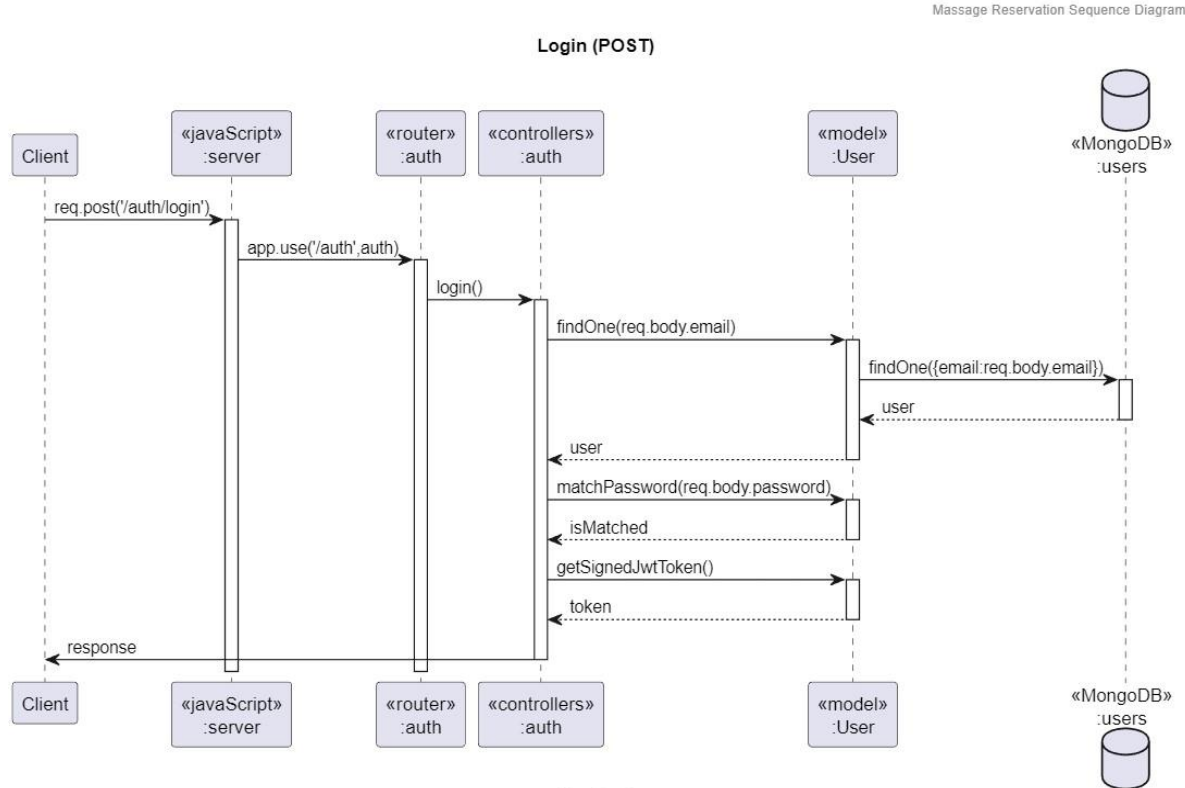 Massage Reservation Sequence Diagram
Login (POST)
«javaScript»
:server
«router»
:auth
«controllers»
:auth
«model»
:User
«MongoDB»
:users
Client
req.post('/auth/login')
app.use('/auth',auth)
login()
findOne(req.body.email)
findOne({email:req.body.email})
user
user
matchPassword(req.body.password)
isMatched
getSignedJwtToken()
token
response
Client
«javaScript»
:server
«router»
:auth
«controllers»
:auth
«model»
:User
«MongoDB»
:users